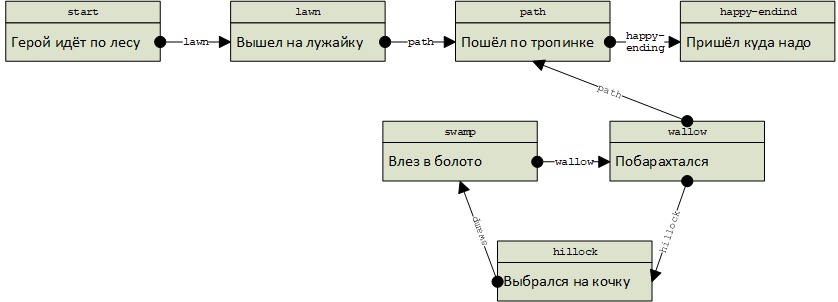 start
Герой идёт по лесу
lawn
lawn
Вышел на лужайку
path
path
Пошёл по тропинке
happy-
ending
happy-endind
Пришёл куда надо
path
swamp
Влез в болото
wallow
wallow
Побарахтался
swamp
hillock
hillock
Выбрался на кочку